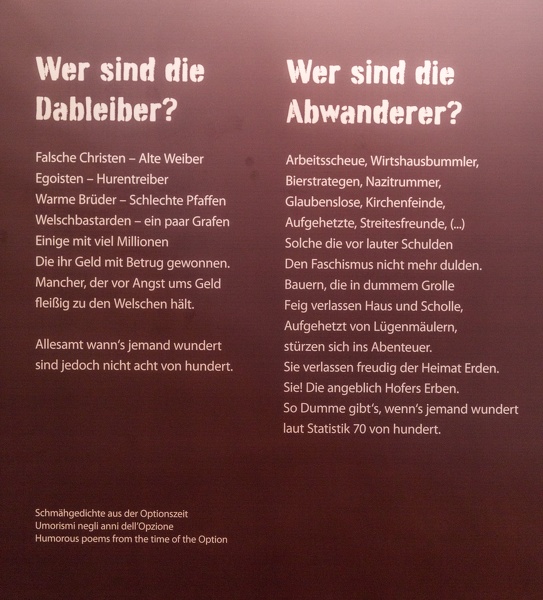 Wer sind die
Dableiber?
Falsche Christen – Alte Weiber
Egoisten – Hurentreiber
Warme Brüder – Schlechte Pfaffen
Welschbastarden – ein paar Grafen
Einige mit viel Millionen
Die ihr Geld mit Betrug gewonnen.
Mancher, der vor Angst ums Geld
fleißig zu den Welschen hält.
Allesamt wann's jemand wundert
sind jedoch nicht acht von hundert.
Wer sind die
Abwanderer?
Arbeitsscheue, Wirtshausbummler,
Bierstrategen, Nazitrummer,
Glaubenslose, Kirchenfeinde,
Aufgehetzte, Streitesfreunde, (...)
Solche die vor lauter Schulden
Den Faschismus nicht mehr dulden.
Bauern, die in dummem Grolle
Feig verlassen Haus und Scholle,
Aufgehetzt von Lügenmäulern,
stürzen sich ins Abenteuer.
Sie verlassen freudig der Heimat Erden.
Sie! Die angeblich Hofers Erben.
So Dumme gibt's, wenn's jemand wundert
laut Statistik 70 von hundert.
Schmähgedichte aus der Optionszeit
Umorismi negli anni dell'Opzione
Humorous poems from the time of the Option